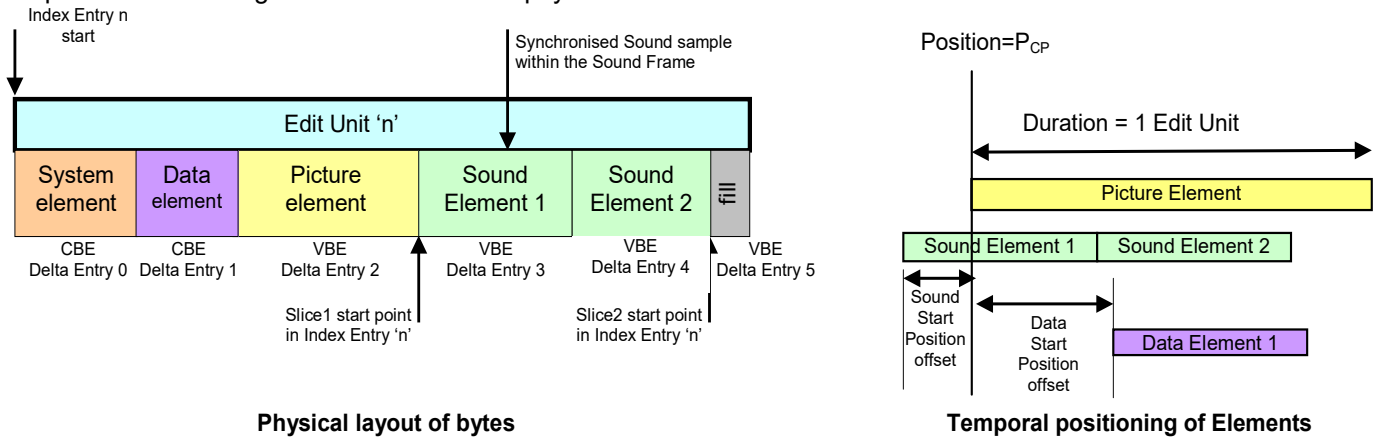 Index Entry n
start
Synchronised Sound sample
within the Sound Frame
Edit Unit ‘n’
System
element
Data
element
Picture
element
Sound
Element 1
Sound
Element 2
fill
CBE
Delta Entry 0
CBE
Delta Entry 1
VBE
Delta Entry 2
VBE
Delta Entry 3
VBE
Delta Entry 4
VBE
Delta Entry 5
Slice1 start point
in Index Entry ‘n’
Slice2 start point
in Index Entry ‘n’
Physical layout of bytes
Position=PCP
Duration = 1 Edit Unit
Picture Element
Sound Element 1
Sound Element 2
Sound
Start
Position
offset
Data
Start
Position
offset
Data Element 1
Temporal positioning of Elements